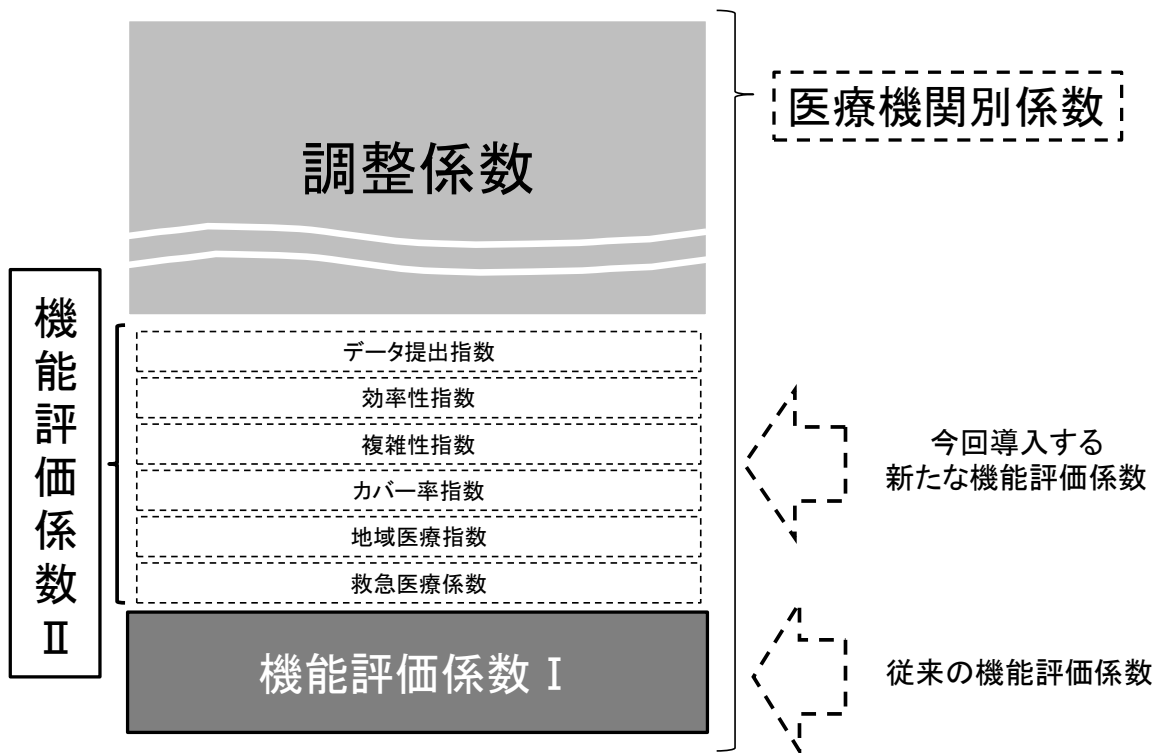 医療機関別係数
調整係数
機能評価係数Ⅱ
データ提出指数
効率性指数
複雑性指数
カバー率指数
地域医療指数
救急医療係数
今回導入する
新たな機能評価係数
機能評価係数Ⅰ
従来の機能評価係数